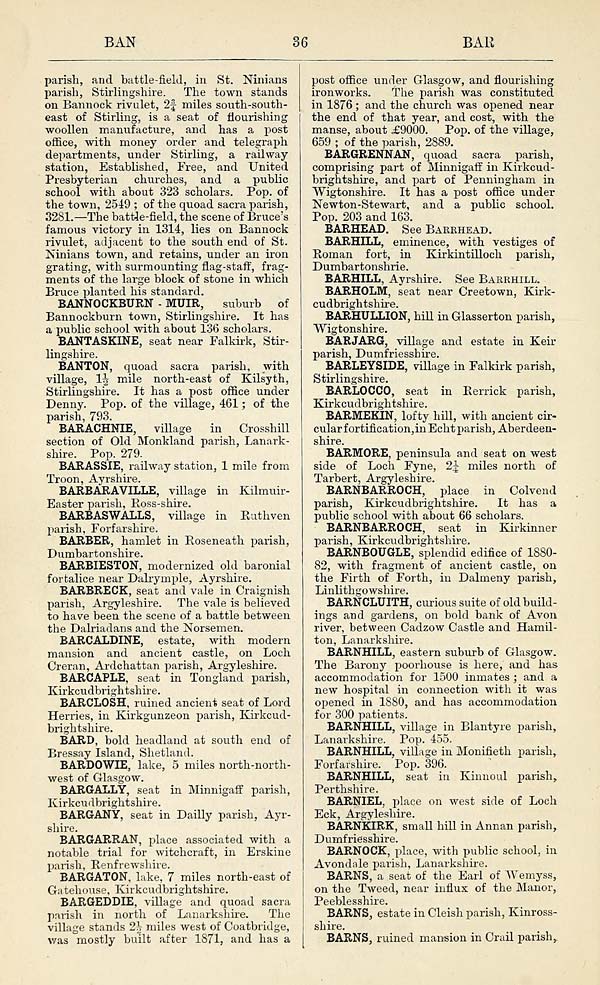 BAN 36 BAR
parish, and battle-field, in St. Ninians
parish, Stirlingshire. The town stands
on Bannock rivulet, 2¾ miles south-south-
east of Stirling, is a seat of flourishing
woollen manufacture, and has a post
office, with money order and telegraph
departments, under Stirling, a railway
station, Established, Free, and United
Presbyterian churches, and a public
school with about 323 scholars. Pop. of
the town, 2549; of the quoad sacra parish,
3281.—The battle-field, the scene of Bruce's
famous victory in 1314, lies on Bannock
rivulet, adjacent to the south end of St.
Ninians town, and retains, under an iron
grating, with surmounting flag-staff, frag-
ments of the large block of stone in which
Bruce planted his standard.
BANNOCKBURN - MUIR, suburb of
Bannockburn town, Stirlingshire. It has
a public school with about 136 scholars.
BANTASKINE, seat near Falkirk, Stir-
lingshire.
BANTON, quoad sacra parish, with
village, 1½ mile north-east of Kilsyth,
Stirlingshire. It has a post office under
Denny. Pop. of the village, 461; of the
parish, 793.
BARACHNIE, village in Crosshill
section of Old Monkland parish, Lanark-
shire. Pop. 279.
BARASSIE, railway station, 1 mile from
Troon, Ayrshire.
BARBARAVILLE, village in Kilmuir-
Easter parish, Ross-shire.
BARBASWALLS, village in Ruthven
parish, Forfarshire.
BARBER, hamlet in Roseneath parish,
Dumbartonshire.
BARBIESTON, modernized old baronial
fortalice near Dalrymple, Ayrshire.
BARBRECK, seat and vale in Craignish
parish, Argyleshire. The vale is believed
to have been the scene of a battle between
the Dalriadans and the Norsemen.
BARCALDINE, estate, with modern
mansion and ancient castle, on Loch
Creran, Ardchattan parish, Argyleshire.
BARCAPLE, seat in Tongland parish,
Kirkcudbrightshire.
BARCLOSH, ruined ancient seat of Lord
Herries, in Kirkgunzeon parish, Kirkcud-
brightshire.
BARD, bold headland at south end of
Bressay Island, Shetland.
BARDOWIE, lake, 5 miles north-north-
west of Glasgow.
BARGALLY, seat in Minnigaff parish,
Kirkcudbrightshire.
BARGANY, seat in Dailly parish, Ayr-
shire.
BARGARRAN, place associated with a
notable trial for witchcraft, in Erskine
parish, Renfrewshire.
BARGATON, lake, 7 miles north-east of
Gatehouse, Kirkcudbrightshire.
BARGEDDIE, village and quoad sacra
parish in north of Lanarkshire. The
village stands 2½ miles west of Coatbridge,
was mostly built after 1871, and has a
post office under Glasgow, and flourishing
ironworks. The parish was constituted
in 1876; and the church was opened near
the end of that year, and cost, with the
manse, about £9000. Pop. of the village,
659; of the parish, 2889.
BARGRENNAN, quoad sacra parish,
comprising part of Minnigaff in Kirkcud-
brightshire, and part of Penningham in
Wigtonshire. It has a post office under
Newton-Stewart, and a public school.
Pop. 203 and 163.
BARHEAD. See BARRHEAD.
BARHILL, eminence, with vestiges of
Roman fort, in Kirkintilloch parish,
Dumbartonshrie.
BARHILL, Ayrshire. See BARRHILL.
BARHOLM, seat near Creetown, Kirk-
cudbrightshire.
BARHULLION, hill in Glasserton parish,
Wigtonshire.
BARJARG, village and estate in Keir
parish, Dumfriesshire.
BARLEYSIDE, village in Falkirk parish,
Stirlingshire.
BARLOCCO, seat in Rerrick parish,
Kirkcudbrightshire.
BARMEKIN, lofty hill, with ancient cir-
cular fortification, in Echt parish, Aberdeen-
shire.
BARMORE, peninsula and seat on west
side of Loch Fyne, 2¼ miles north of
Tarbert, Argyleshire.
BARNBARROCH, place in Colvend
parish, Kirkcudbrightshire. It has a
public school with about 66 scholars.
BARNBARROCH, seat in Kirkinner
parish, Kirkcudbrightshire.
BARNBOUGLE, splendid edifice of 1880-
82, with fragment of ancient castle, on
the Firth of Forth, in Dalmeny parish,
Linlithgowshire.
BARNCLUITH, curious suite of old build-
ings and gardens, on bold bank of Avon
river, between Cadzow Castle and Hamil-
ton, Lanarkshire.
BARNHILL, eastern suburb of Glasgow.
The Barony poorhouse is here, and has
accommodation for 1500 inmates; and a
new hospital in connection with it was
opened in 1880, and has accommodation
for 300 patients.
BARNHILL, village in Blantyre parish,
Lanarkshire. Pop. 455.
BARNHILL, village in Monifieth parish,
Forfarshire. Pop. 396.
BARNHILL, seat in Kinnoul parish,
Perthshire.
BARNIEL, place on west side of Loch
Eck, Argyleshire.
BARNKIRK, small hill in Annan parish,
Dumfriesshire.
BARNOCK, place, with public school, in
Avondale parish, Lanarkshire.
BARNS, a seat of the Earl of Wemyss,
on the Tweed, near influx of the Manor,
Peeblesshire.
BARNS, estate in Cleish parish, Kinross-
shire.
BARNS, ruined mansion in Crail parish,